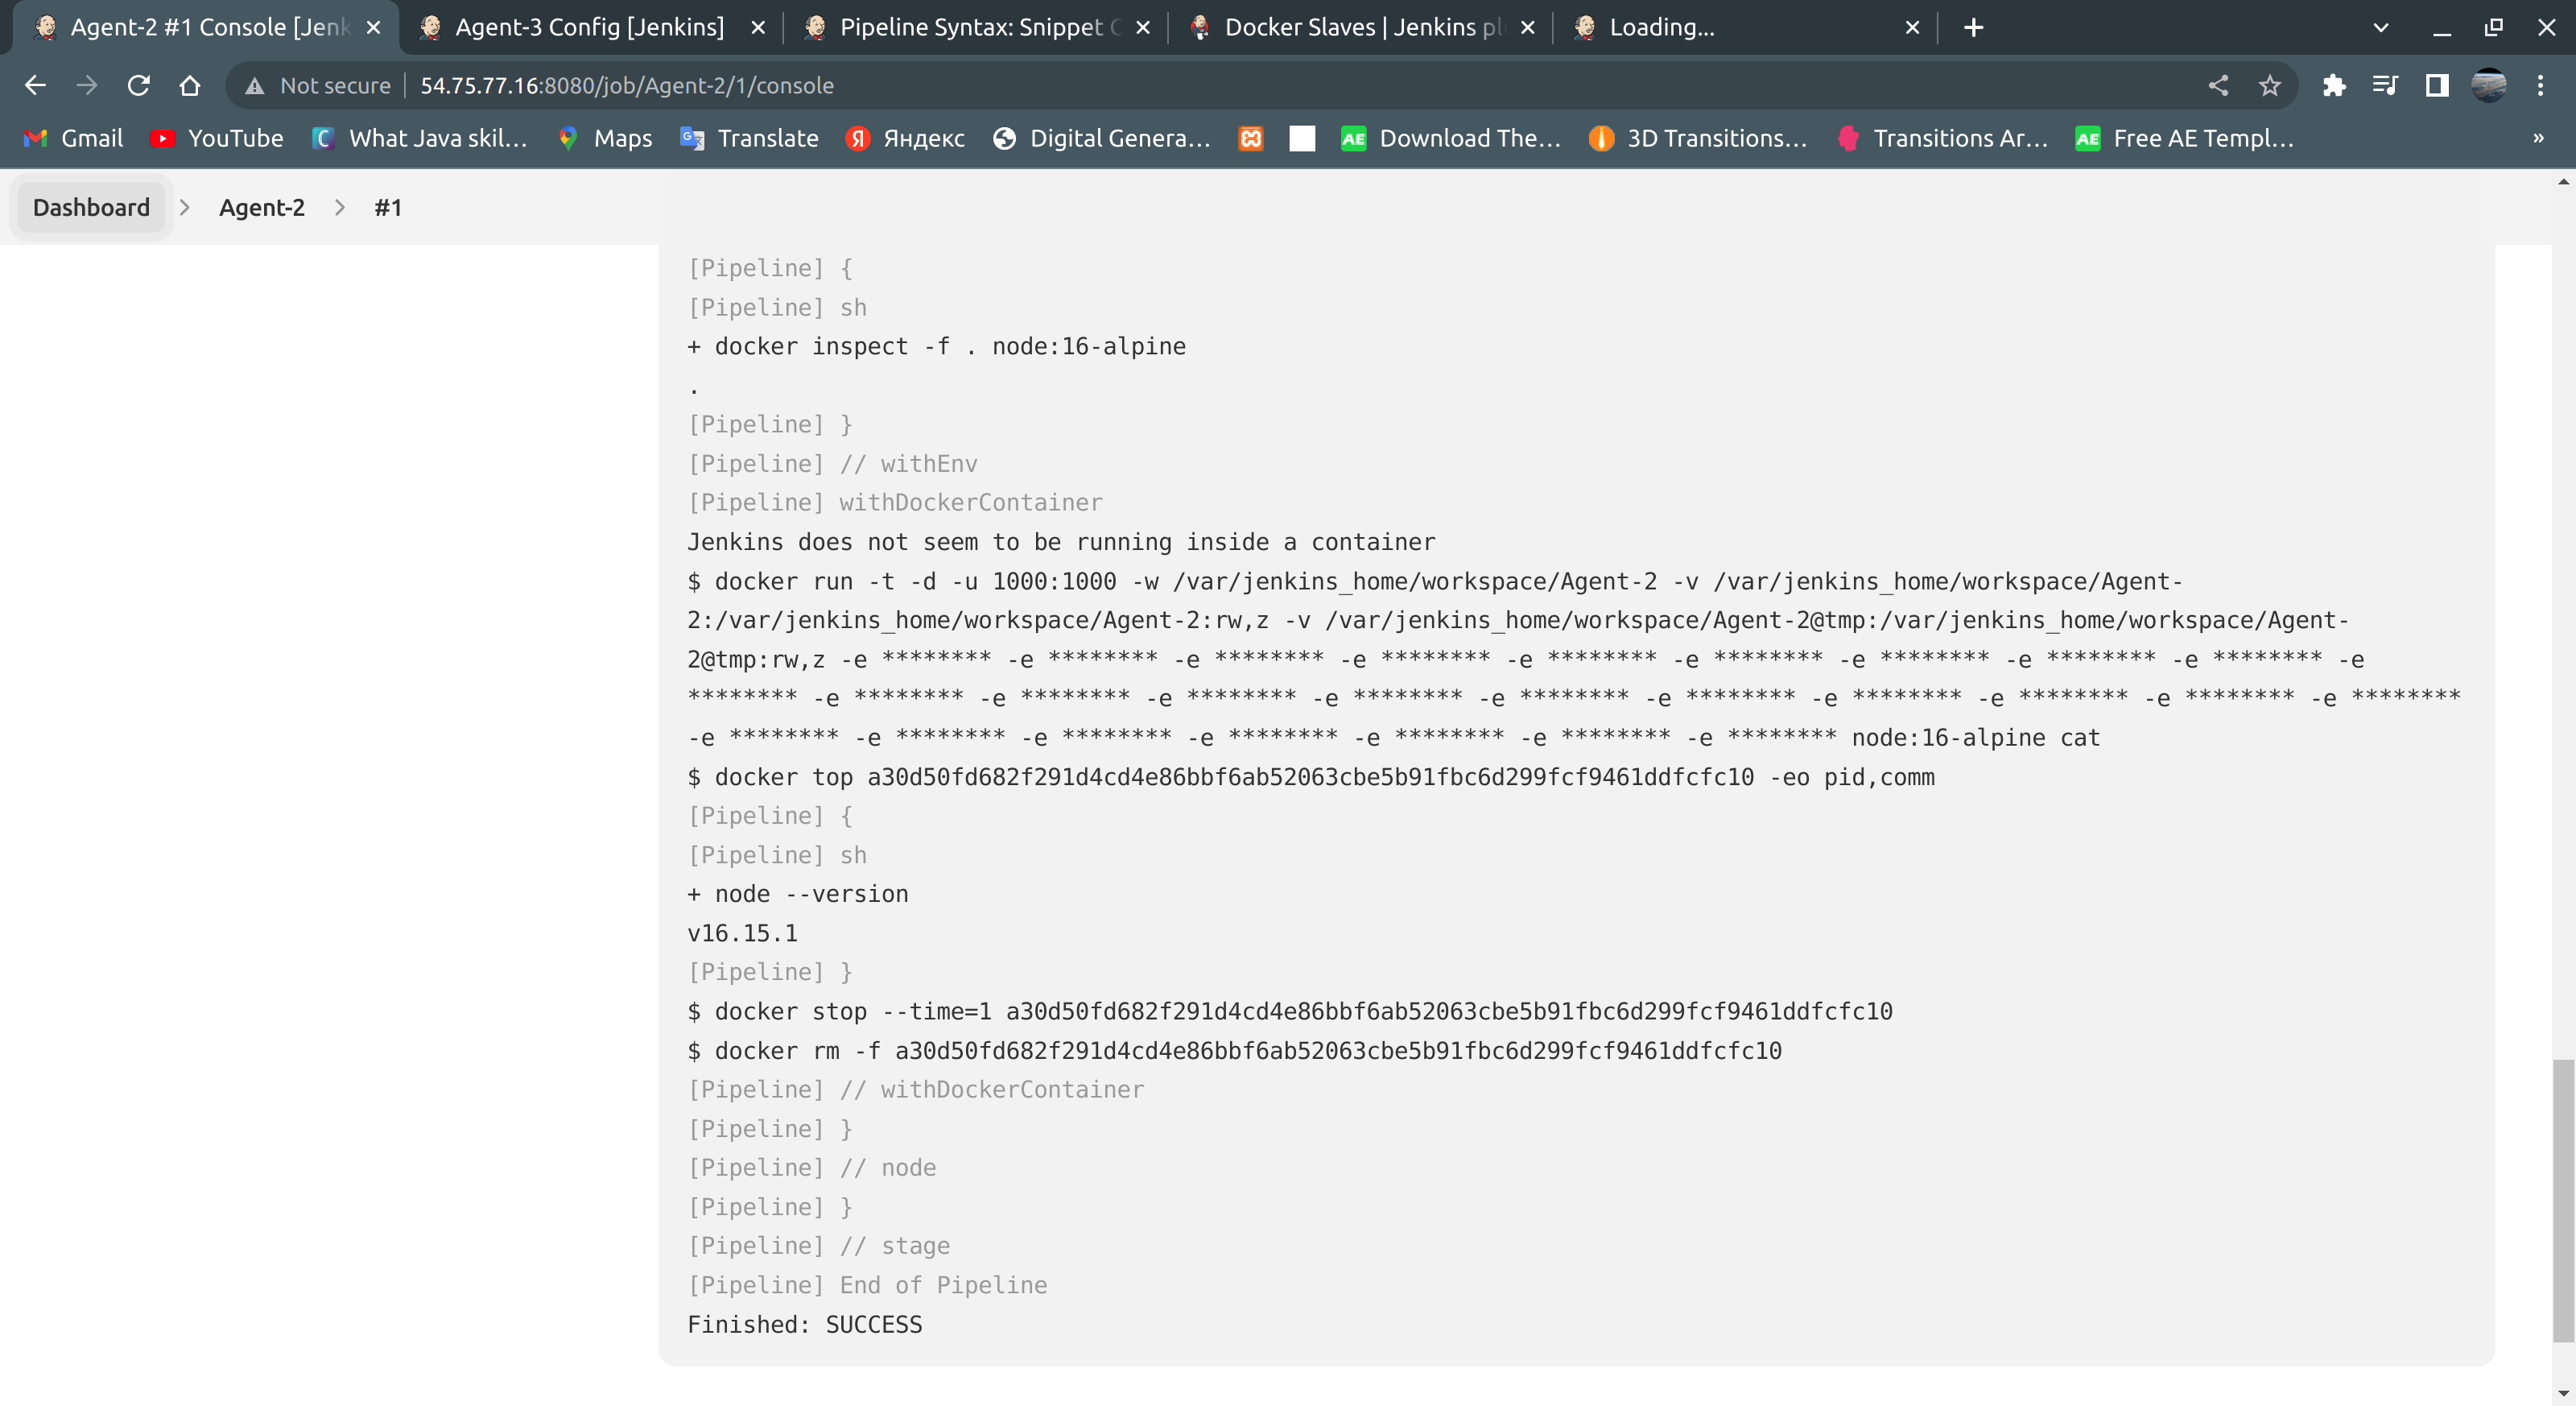 Agent-2 #1 Console [Jenk
Agent-3 Config [Jenkins]
Pipeline Syntax: Snippet G
Docker Slaves | Jenkins pl
Loading...
Not secure
54.75.77.16:8080/job/Agent-2/1/console
Gmail
YouTube
What Java skil...
Maps
Translate
Яндекс
Digital Genera...
AE Download The...
3D Transitions...
Transitions Ar...
AE Free AE Templ...
»
Dashboard > Agent-2 > #1
[Pipeline] {
[Pipeline] sh
+ docker inspect -f . node:16-alpine
.
[Pipeline] }
[Pipeline] // withEnv
[Pipeline] withDockerContainer
Jenkins does not seem to be running inside a container
$ docker run -t -d -u 1000:1000 -w /var/jenkins_home/workspace/Agent-2 -v /var/jenkins_home/workspace/Agent-
2:/var/jenkins_home/workspace/Agent-2:rw,z -v /var/jenkins_home/workspace/Agent-2@tmp:/var/jenkins_home/workspace/Agent-
2@tmp:rw,z -e ******** -e ******** -e ******** -e ******** -e ******** -e ******** -e ******** -e ******** -e ******** -e
******** -e ******** -e ******** -e ******** -e ******** -e ******** -e ******** -e ******** -e ******** -e ******** -e ********
-e ******** -e ******** -e ******** -e ******** -e ******** -e ******** -e ******** node:16-alpine cat
$ docker top a30d50fd682f291d4cd4e86bbf6ab52063cbe5b91fbc6d299fcf9461ddfcfc10 -eo pid,comm
[Pipeline] {
[Pipeline] sh
+ node --version
v16.15.1
[Pipeline] }
$ docker stop --time=1 a30d50fd682f291d4cd4e86bbf6ab52063cbe5b91fbc6d299fcf9461ddfcfc10
$ docker rm -f a30d50fd682f291d4cd4e86bbf6ab52063cbe5b91fbc6d299fcf9461ddfcfc10
[Pipeline] // withDockerContainer
[Pipeline] }
[Pipeline] // node
[Pipeline] }
[Pipeline] // stage
[Pipeline] End of Pipeline
Finished: SUCCESS